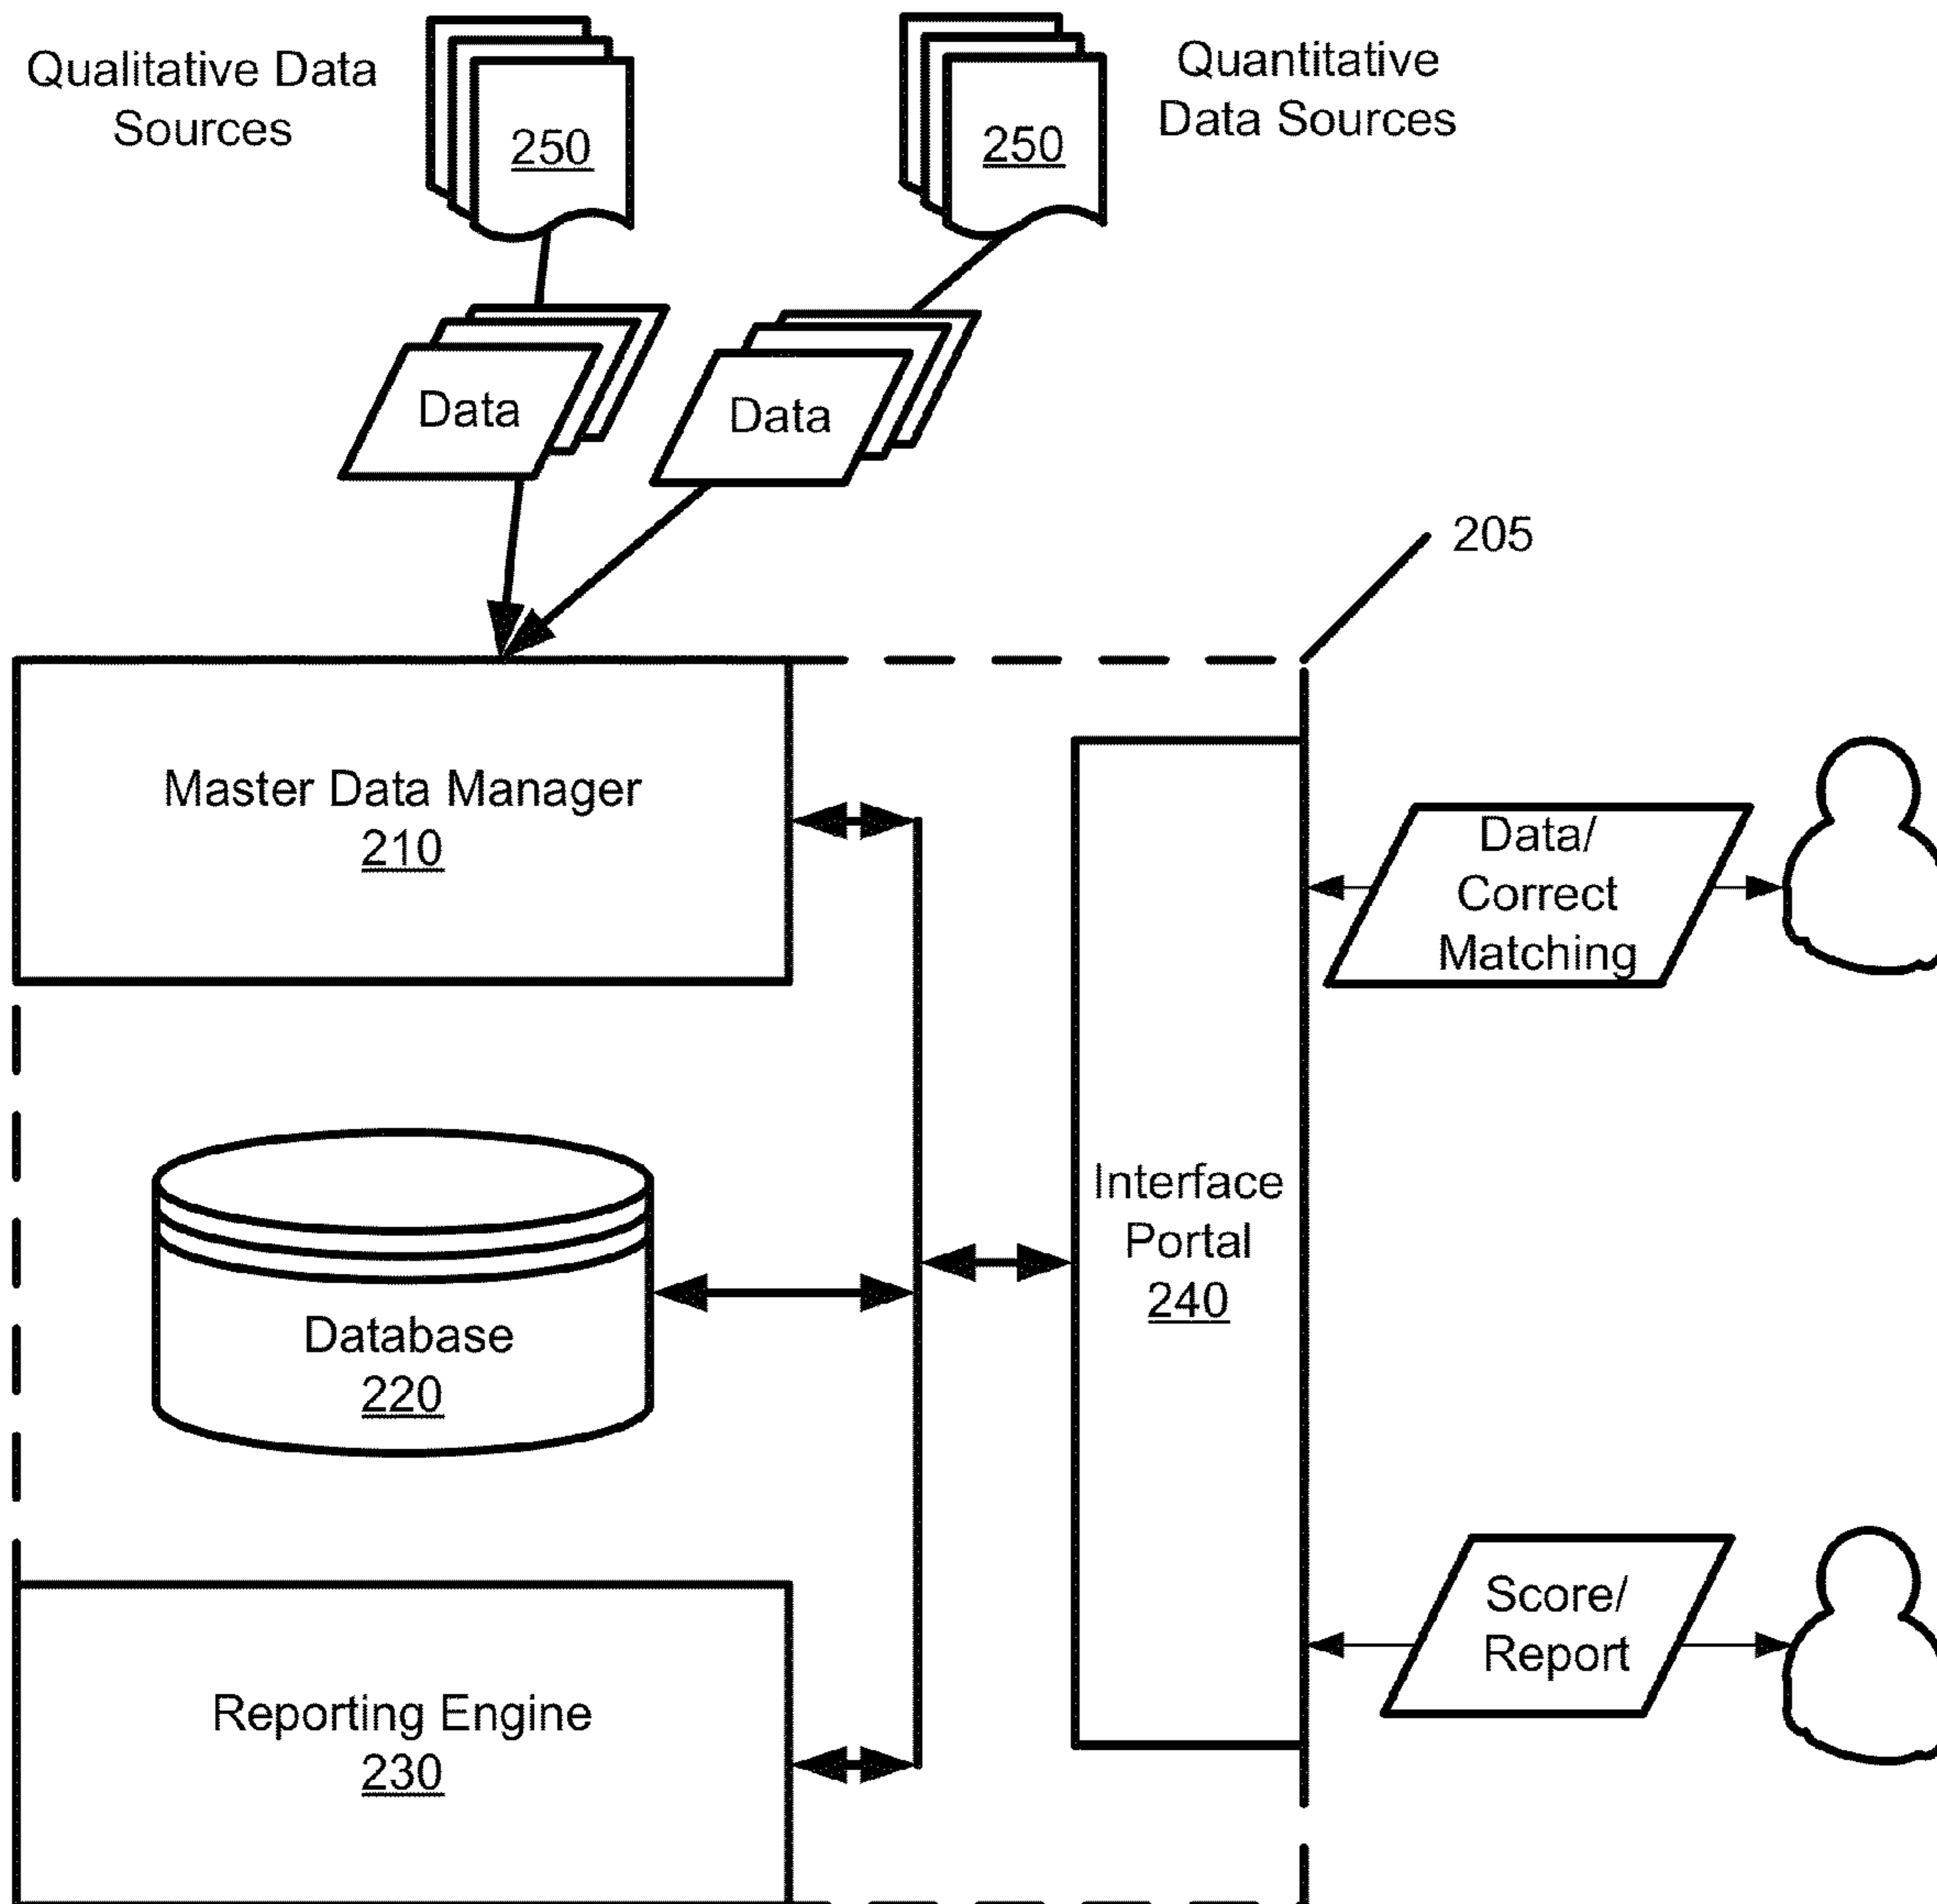 Qualitative Data
Sources
250
250
Quantitative
Data Sources
Data
Data
205
Master Data Manager
210
Data/
Correct
Matching
Interface
Portal
240
Database
220
Score/
Report
Reporting Engine
230